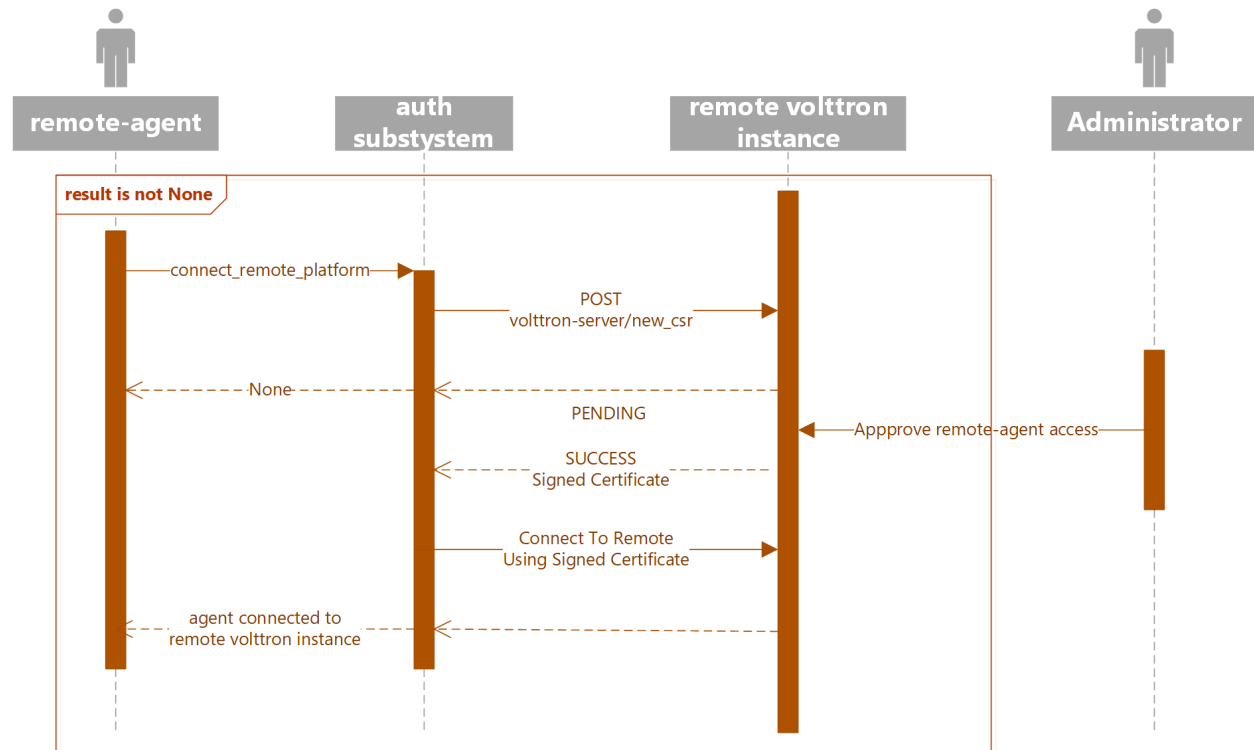 remote-agent
auth
substystem
remote volttron
instance
Administrator
result is not None
connect_remote_platform
POST
volttron-server/new_csr
None
PENDING
Appprove remote-agent access
SUCCESS
Signed Certificate
Connect To Remote
Using Signed Certificate
agent connected to
remote volttron instance